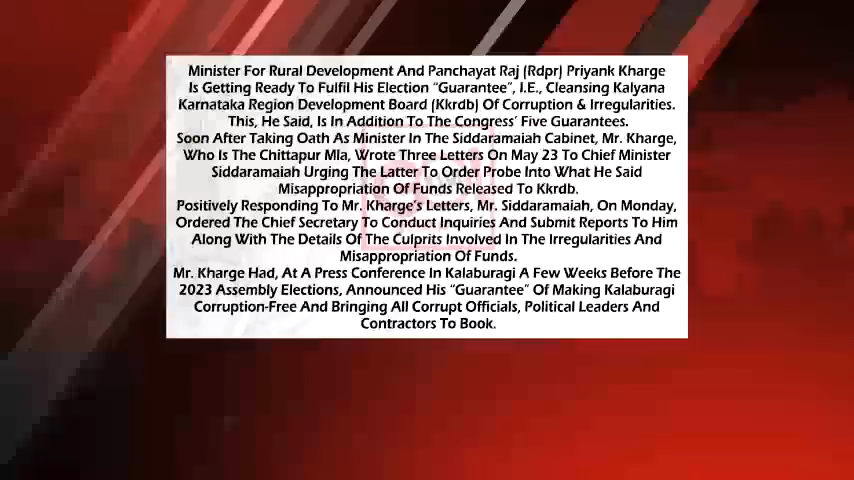 Minister For Rural Development And Panchayat Raj (Rdpr) Priyank Kharge
Is Getting Ready To Fulfil His Election “Guarantee”, I.E., Cleansing Kalyana
Karnataka Region Development Board (Kkrdb) Of Corruption & Irregularities.
This, He Said, Is In Addition To The Congress’ Five Guarantees.
Soon After Taking Oath As Minister In The Siddaramaiah Cabinet, Mr. Kharge,
Who Is The Chittapur Mla, Wrote Three Letters On May 23 To Chief Minister
Siddaramaiah Urging The Latter To Order Probe Into What He Said
Misappropriation Of Funds Released To Kkrdb.
Positively Responding To Mr. Kharge’s Letters, Mr. Siddaramaiah, On Monday,
Ordered The Chief Secretary To Conduct Inquiries And Submit Reports To Him
Along With The Details Of The Culprits Involved In The Irregularities And
Misappropriation Of Funds.
Mr. Kharge Had, At A Press Conference In Kalaburagi A Few Weeks Before The
2023 Assembly Elections, Announced His “Guarantee” Of Making Kalaburagi
Corruption-Free And Bringing All Corrupt Officials, Political Leaders And
Contractors To Book.